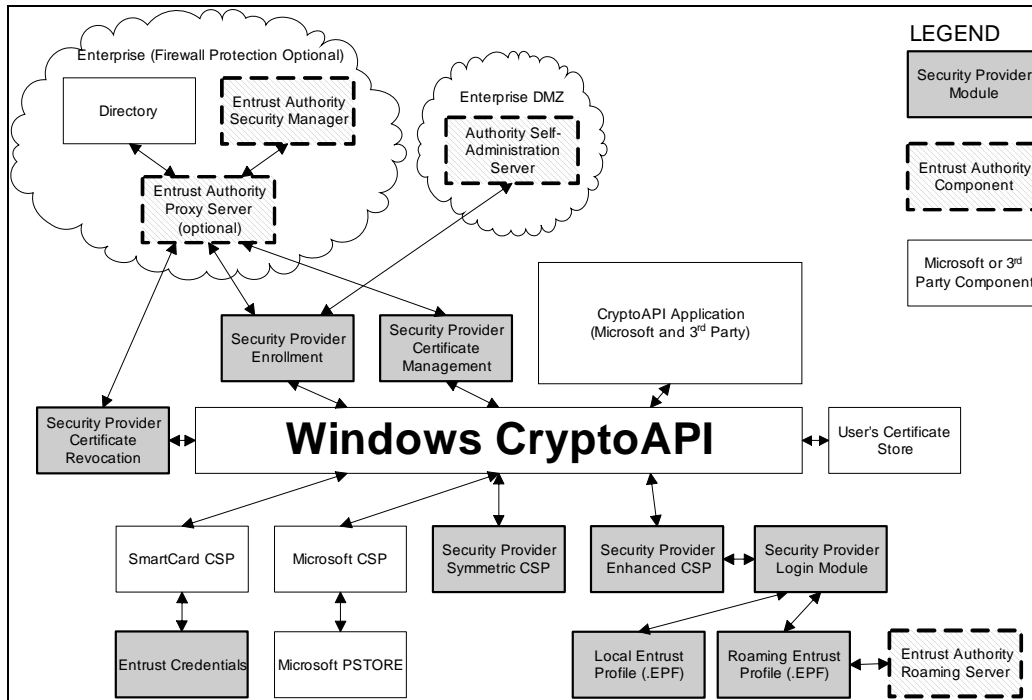 Enterprise (Firewall Protection Optional)
Directory
Entrust Authority
Security Manager
Entrust Authority
Proxy Server
(optional)
Enterprise DMZ
Authority Self-
Administration
Server
LEGEND
Security Provider
Module
Entrust Authority
Component
Microsoft or 3rd
Party Component
Security Provider
Enrollment
Security Provider
Certificate
Management
CryptoAPI Application
(Microsoft and 3rd Party)
Security Provider
Certificate
Revocation
Windows CryptoAPI
User's Certificate
Store
SmartCard CSP
Microsoft CSP
Security Provider
Symmetric CSP
Security Provider
Enhanced CSP
Security Provider
Login Module
Entrust Credentials
Microsoft PSTORE
Local Entrust
Profile (.EPF)
Roaming Entrust
Profile (.EPF)
Entrust Authority
Roaming Server